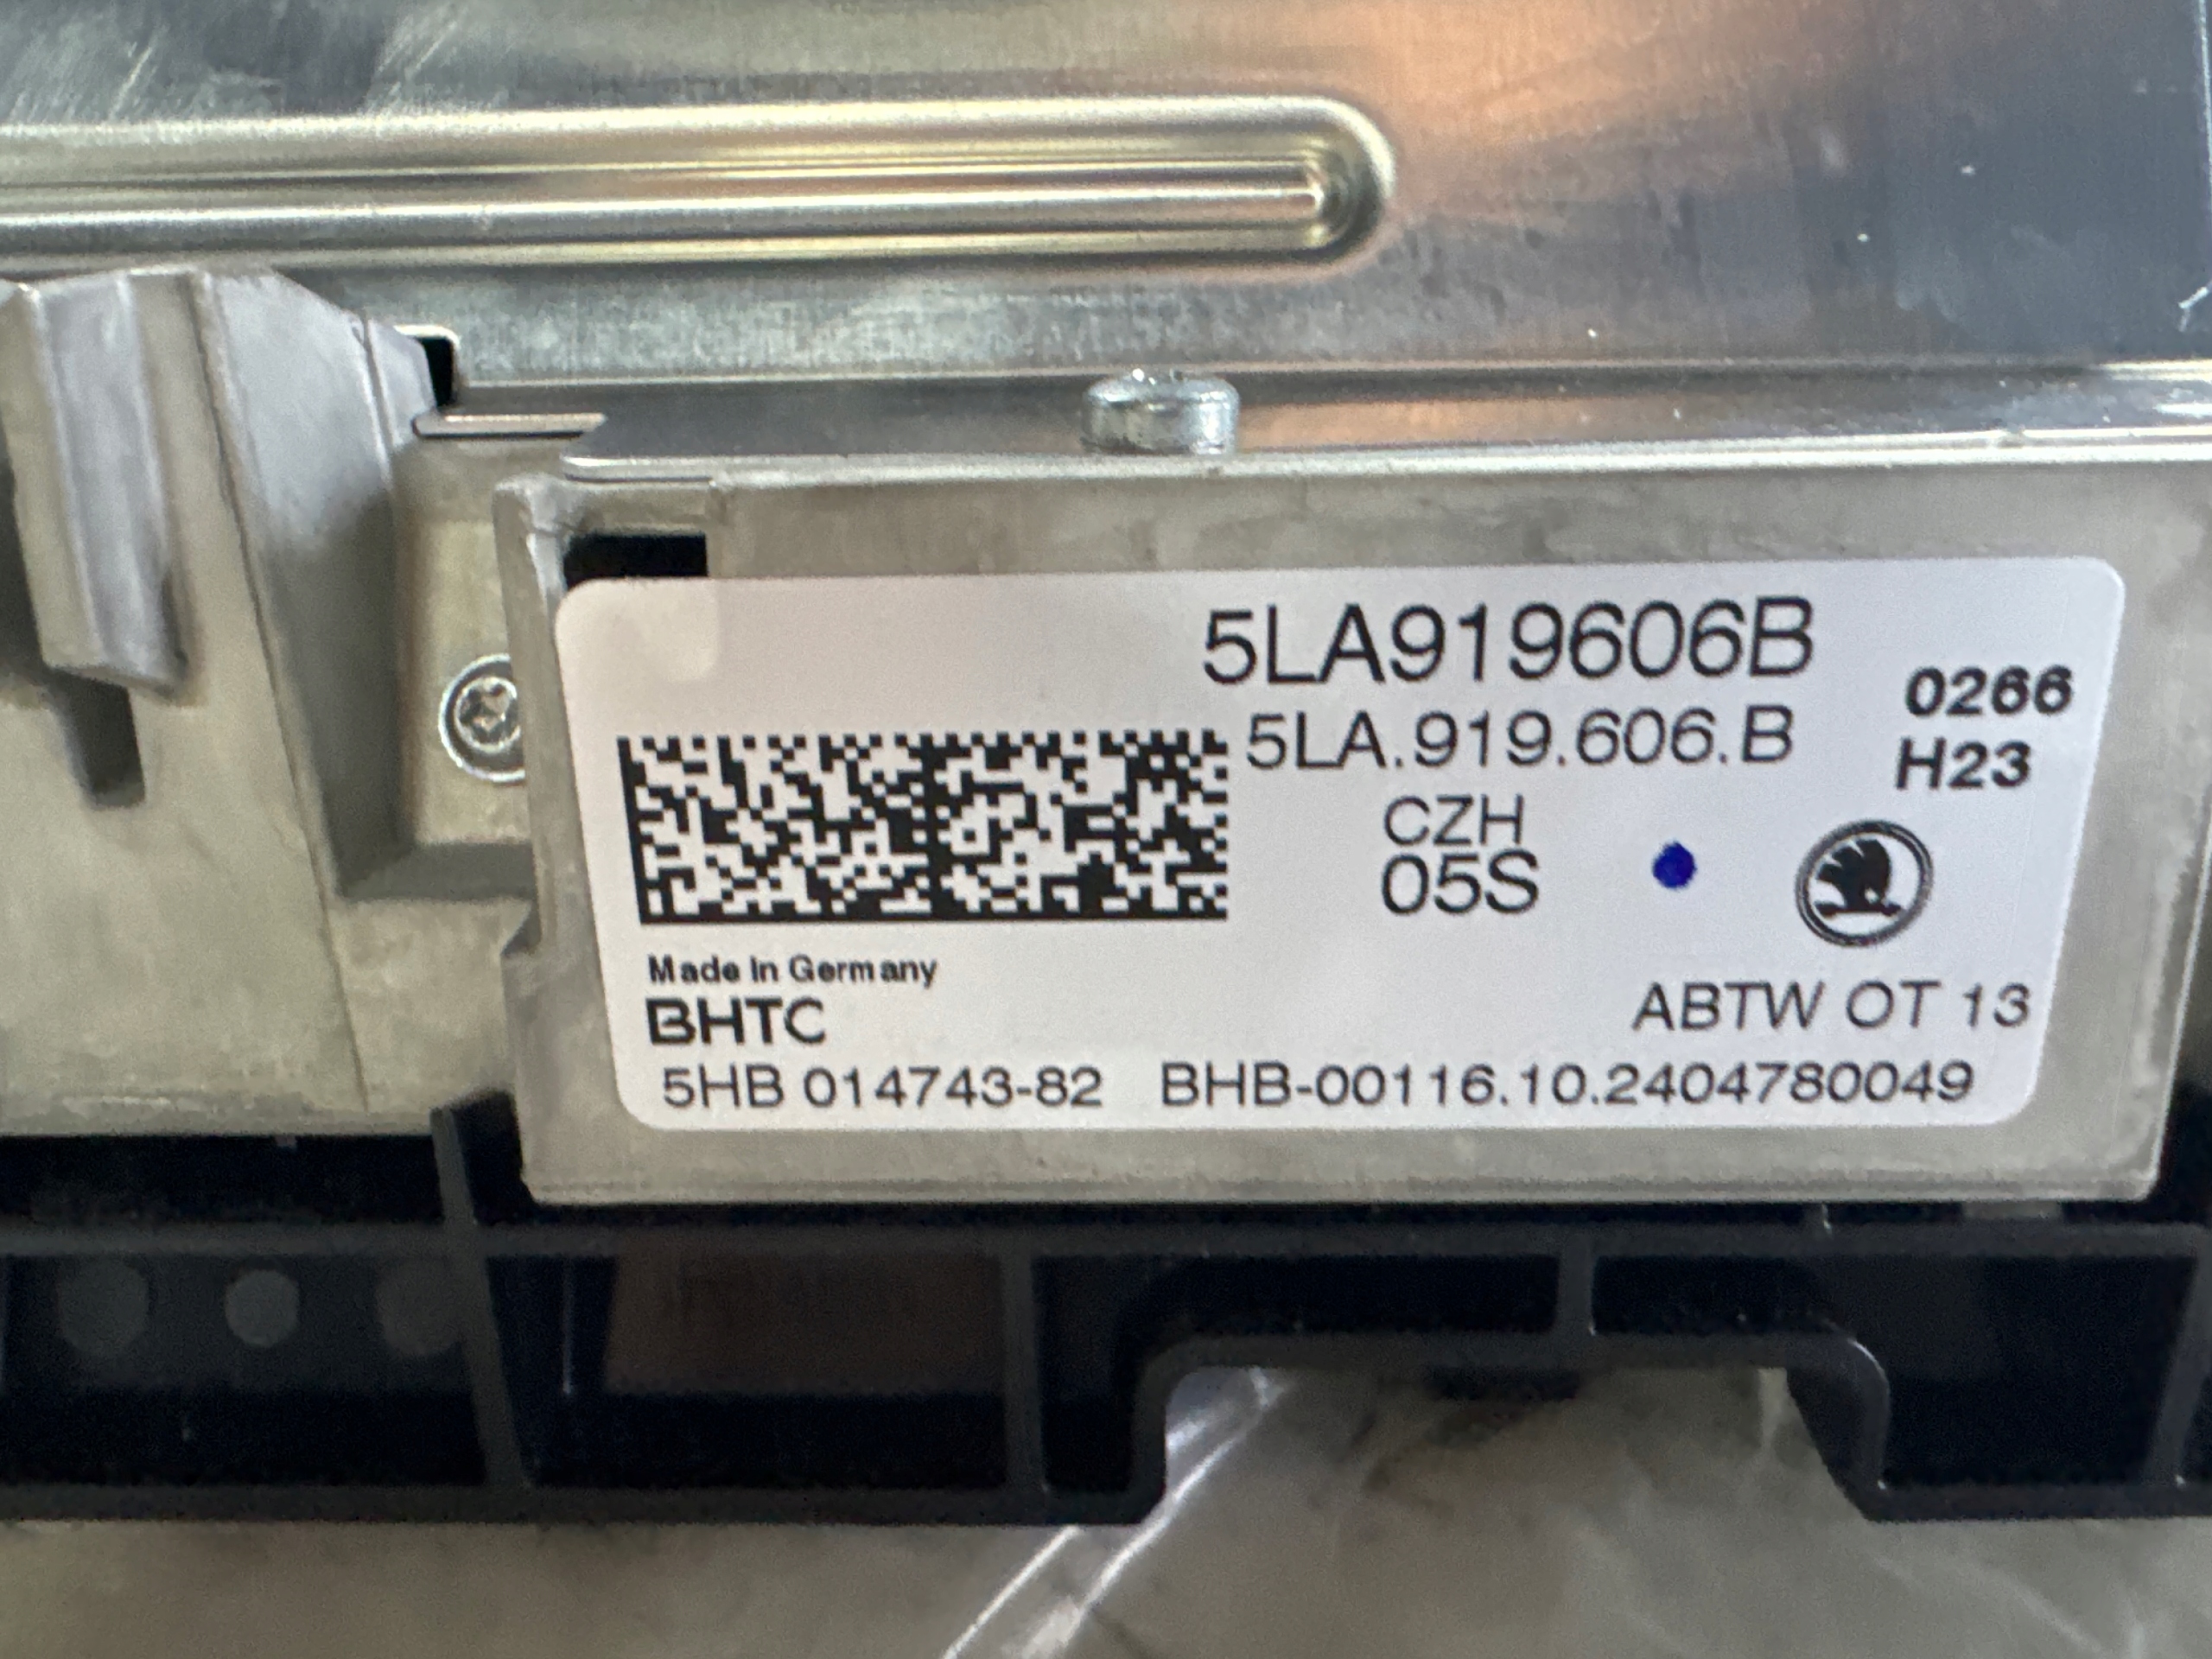 5LA919606B
5LA.919.606.B
0266
H23
CZH
05S
Made in Germany
BHTC
ABTW OT 13
5HB 014743-82 BHB-00116.10.2404780049